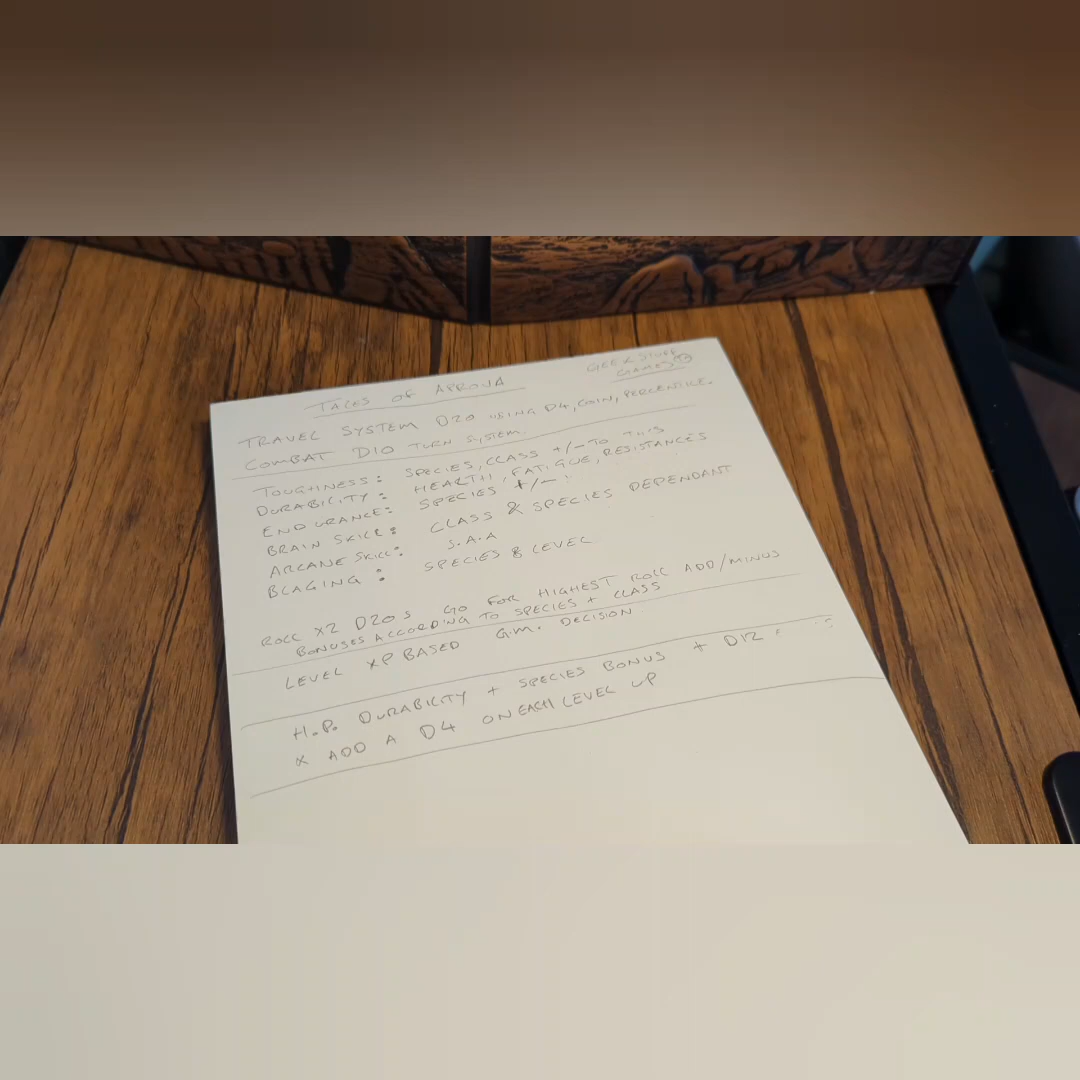 TALES OF APROVA
GEEK STUFF
GAMES
TRAVEL SYSTEM D20 USING D4, COIN, PERCENTILE.
COMBAT D10 TURN SYSTEM.
TOUGHNESS: SPECIES, CLASS +/- TO THIS
DURABILITY: HEARTH, FATIGUE, RESISTANCES
ENDURANCE: SPECIES +/-
BRAIN SKILL: CLASS & SPECIES DEPENDANT
ARCANE SKILL: S.A.A
BLAGING: SPECIES & LEVEL
ROLL X2 D20S GO FOR HIGHEST ROLL ADD/MINUS
BONUSES ACCORDING TO SPECIES + CLASS
LEVEL XP BASED G.M. DECISION
H.P. DURABILITY + SPECIES BONUS + D12
ADD A D4 ON EACH LEVEL UP